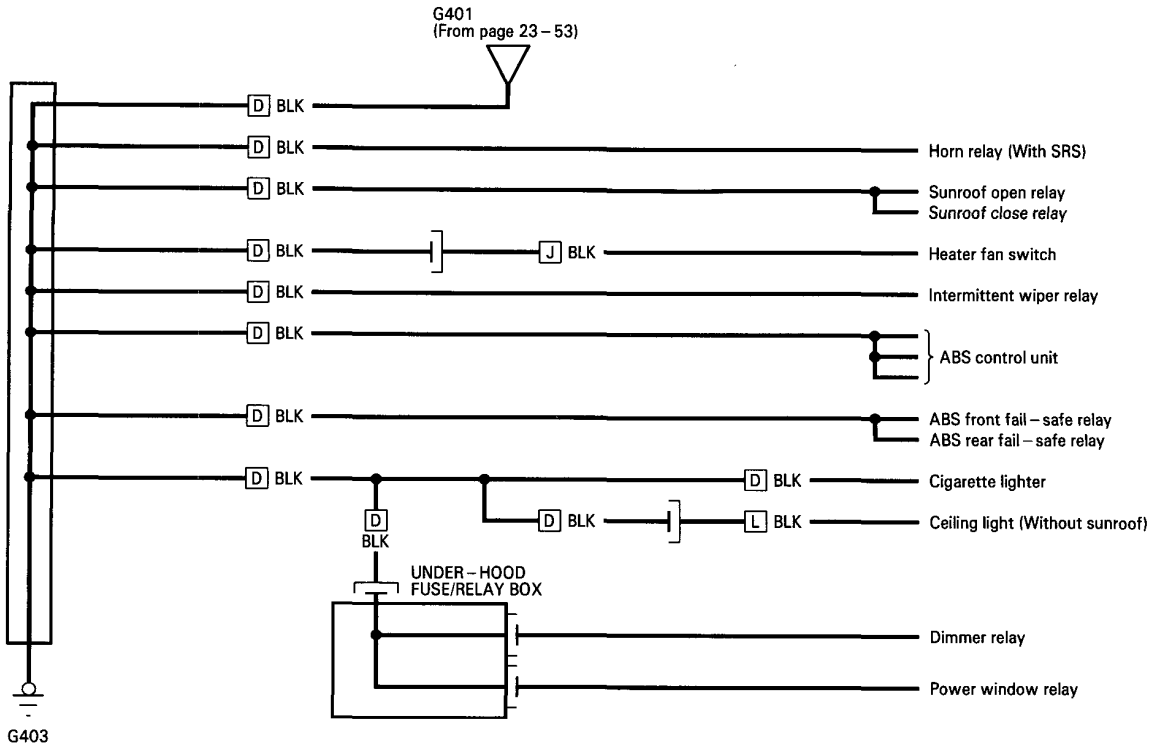 G401
(From page 23 – 53)
D BLK
D BLK
Horn relay (With SRS)
D BLK
Sunroof open relay
Sunroof close relay
D BLK
J BLK
Heater fan switch
D BLK
Intermittent wiper relay
D BLK
ABS control unit
D BLK
ABS front fail – safe relay
ABS rear fail – safe relay
D BLK
D BLK
Cigarette lighter
D
BLK
D BLK
L BLK
Ceiling light (Without sunroof)
UNDER – HOOD
FUSE/RELAY BOX
Dimmer relay
Power window relay
G403